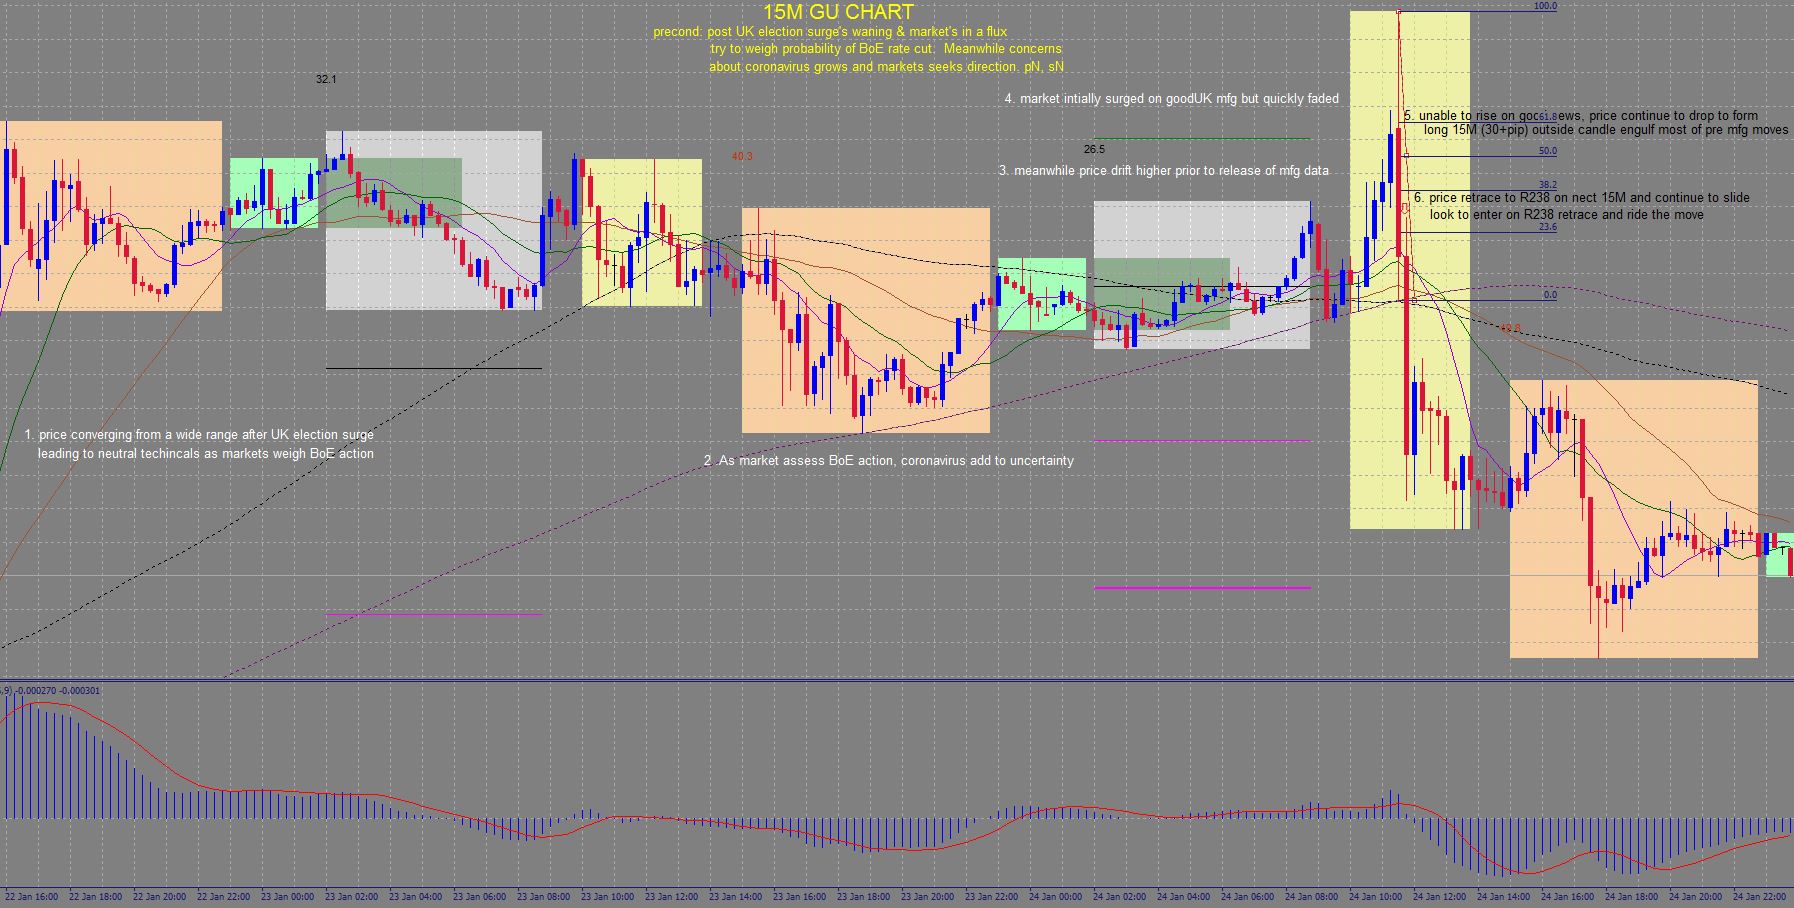 15M GU CHART
precond: post UK election surge's waning & market's in a flux
try to weigh probability of BoE rate cut. Meanwhile concerns
about coronavirus grows and markets seeks direction. pN, sN
100.0
32.1
4. market intially surged on goodUK mfg but quickly faded
5. unable to rise on ews, price continue to drop to form
61.8
long 15M (30+pip) outside candle engulf most of pre mfg moves
40.3
26.5
50.0
3. meanwhile price drift higher prior to release of mfg data
38.2
6. price retrace to R238 on nect 15M and continue to slide
look to enter on R238 retrace and ride the move
23.6
0.0
1. price converging from a wide range after UK election surge
leading to neutral techincals as markets weigh BoE action
2. As market assess BoE action, coronavirus add to uncertainty
,9) -0.000270 -0.000301
22 Jan 16:00 22 Jan 18:00 22 Jan 20:00 22 Jan 22:00 23 Jan 00:00 23 Jan 02:00 23 Jan 04:00 23 Jan 06:00 23 Jan 08:00 23 Jan 10:00 23 Jan 12:00 23 Jan 14:00 23 Jan 16:00 23 Jan 18:00 23 Jan 20:00 23 Jan 22:00 24 Jan 00:00 24 Jan 02:00 24 Jan 04:00 24 Jan 06:00 24 Jan 08:00 24 Jan 10:00 24 Jan 12:00 24 Jan 14:00 24 Jan 16:00 24 Jan 18:00 24 Jan 20:00 24 Jan 22:00